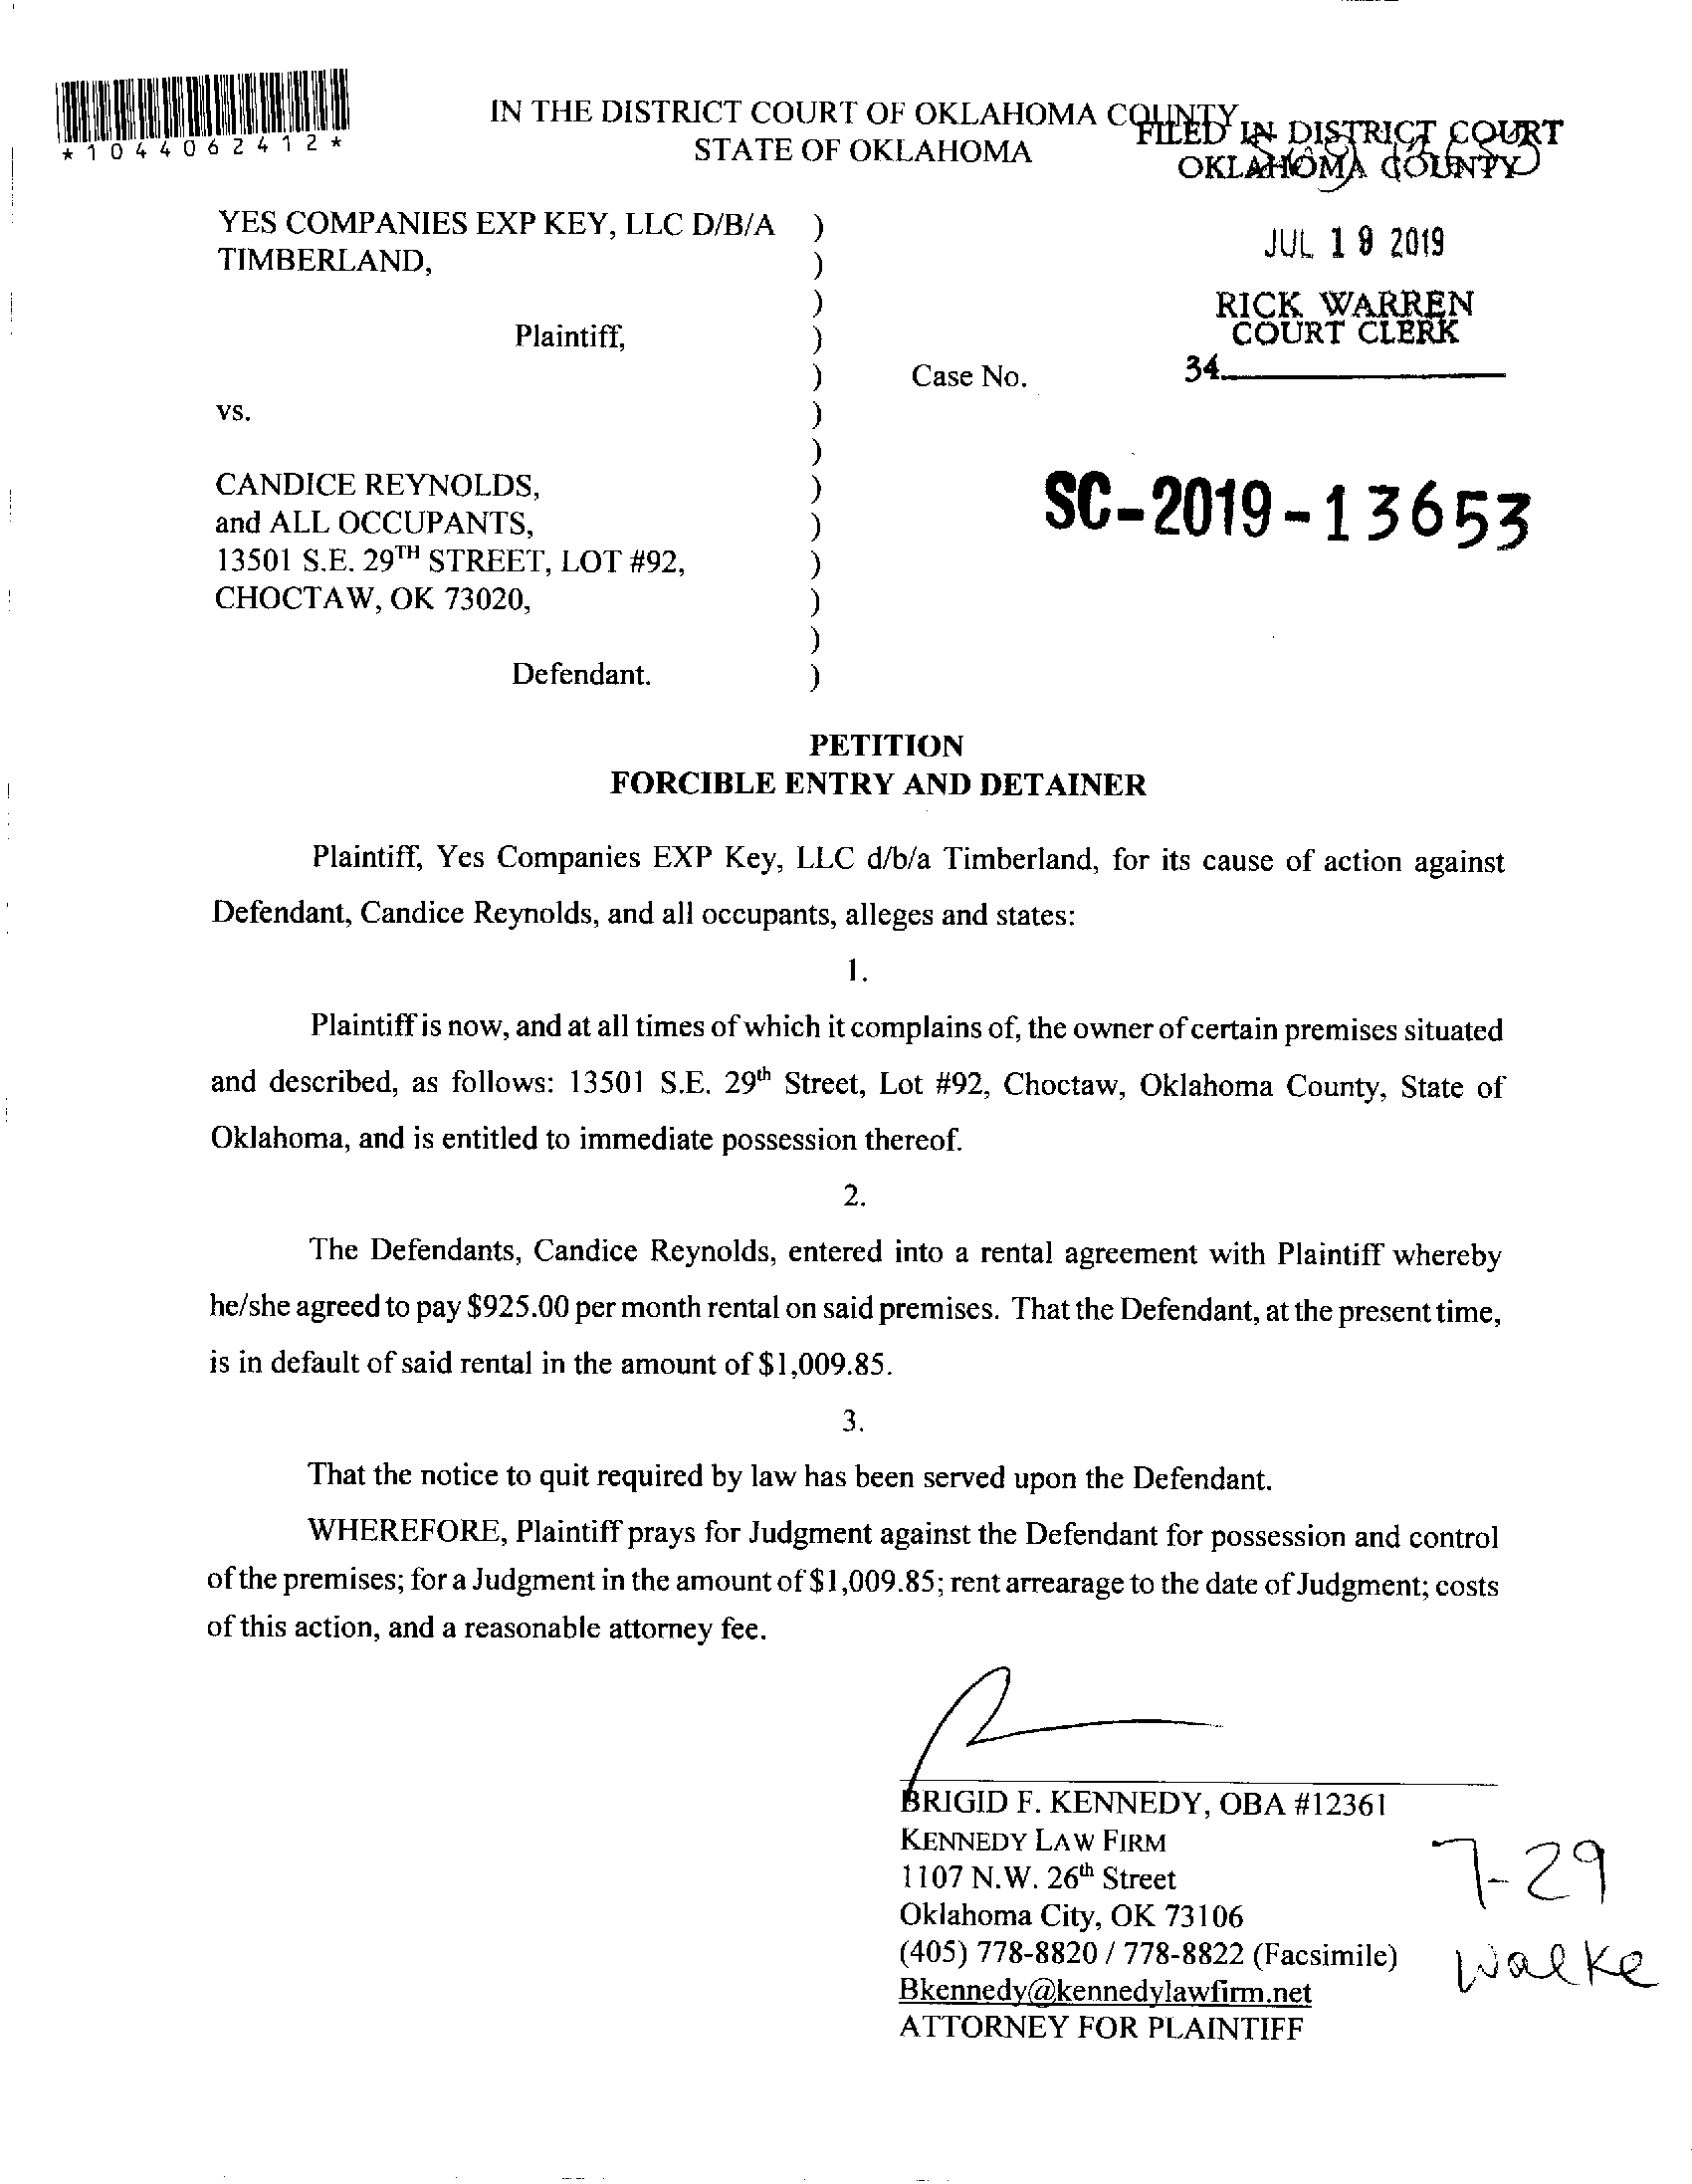 *1044062412*
IN THE DISTRICT COURT OF OKLAHOMA COUNTY
STATE OF OKLAHOMA
FILED IN DISTRICT COURT
OKLAHOMA COUNTY
JUL 19 2019
RICK WARREN
COURT CLERK
34
YES COMPANIES EXP KEY, LLC D/B/A )
TIMBERLAND, )
)
Plaintiff, )
) Case No.
vs. )
)
CANDICE REYNOLDS, )
and ALL OCCUPANTS, )
13501 S.E. 29TH STREET, LOT #92, )
CHOCTAW, OK 73020, )
)
Defendant. )
SC-2019-13653
PETITION
FORCIBLE ENTRY AND DETAINER
Plaintiff, Yes Companies EXP Key, LLC d/b/a Timberland, for its cause of action against
Defendant, Candice Reynolds, and all occupants, alleges and states:
1.
Plaintiff is now, and at all times of which it complains of, the owner of certain premises situated
and described, as follows: 13501 S.E. 29th Street, Lot #92, Choctaw, Oklahoma County, State of
Oklahoma, and is entitled to immediate possession thereof.
2.
The Defendants, Candice Reynolds, entered into a rental agreement with Plaintiff whereby
he/she agreed to pay $925.00 per month rental on said premises. That the Defendant, at the present time,
is in default of said rental in the amount of $1,009.85.
3.
That the notice to quit required by law has been served upon the Defendant.
WHEREFORE, Plaintiff prays for Judgment against the Defendant for possession and control
of the premises; for a Judgment in the amount of $1,009.85; rent arrearage to the date of Judgment; costs
of this action, and a reasonable attorney fee.
BRIGID F. KENNEDY, OBA #12361
KENNEDY LAW FIRM
1107 N.W. 26th Street
Oklahoma City, OK 73106
(405) 778-8820 / 778-8822 (Facsimile)
Bkennedy@kennedylawfirm.net
ATTORNEY FOR PLAINTIFF
7-29
Walke